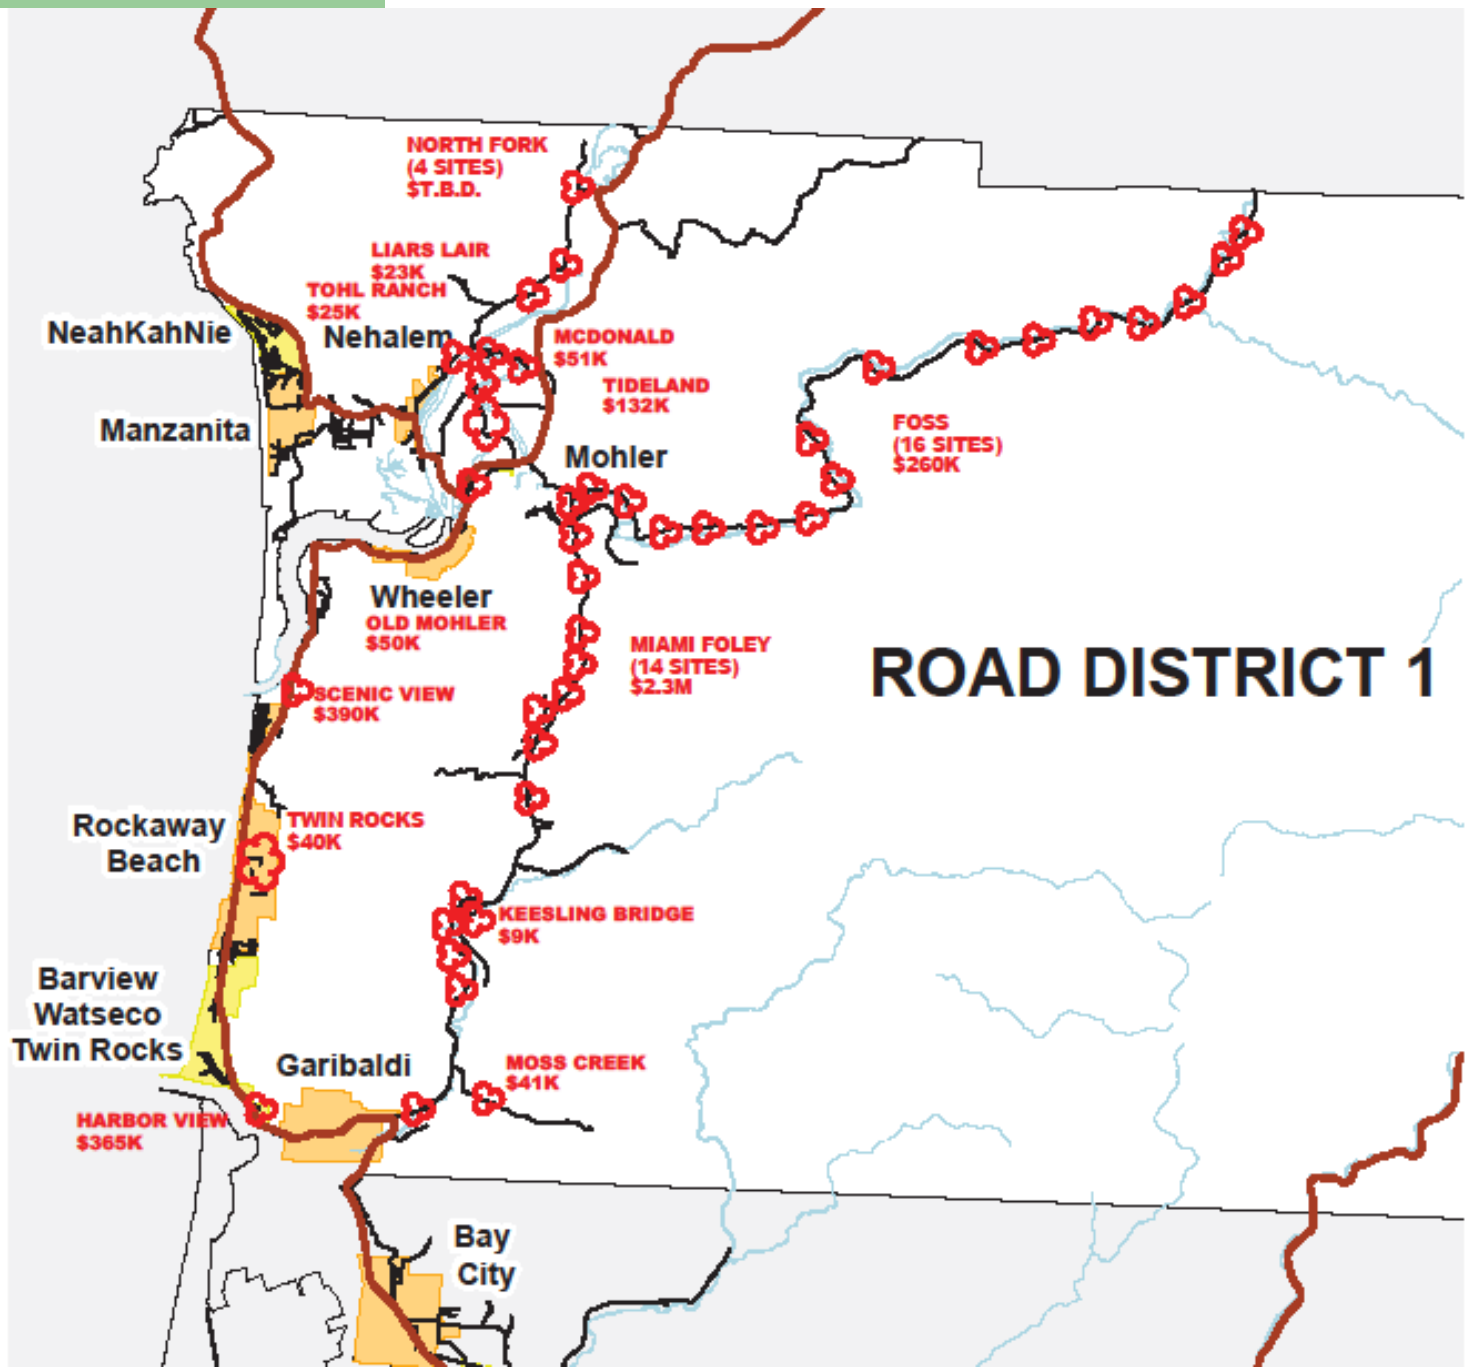 NORTH FORK
(4 SITES)
$T.B.D.
LIARS LAIR
$23K
TOHL RANCH
$25K
NeahKahNie
Nehalem
MCDONALD
$51K
TIDELAND
$132K
Manzanita
Mohler
FOSS
(16 SITES)
$260K
Wheeler
OLD MOHLER
$50K
MIAMI FOLEY
(14 SITES)
$2.3M
ROAD DISTRICT 1
SCENIC VIEW
$390K
Rockaway
Beach
TWIN ROCKS
$40K
KEESLING BRIDGE
$9K
Barview
Watseco
Twin Rocks
Garibaldi
MOSS CREEK
$41K
HARBOR VIEW
$365K
Bay
City